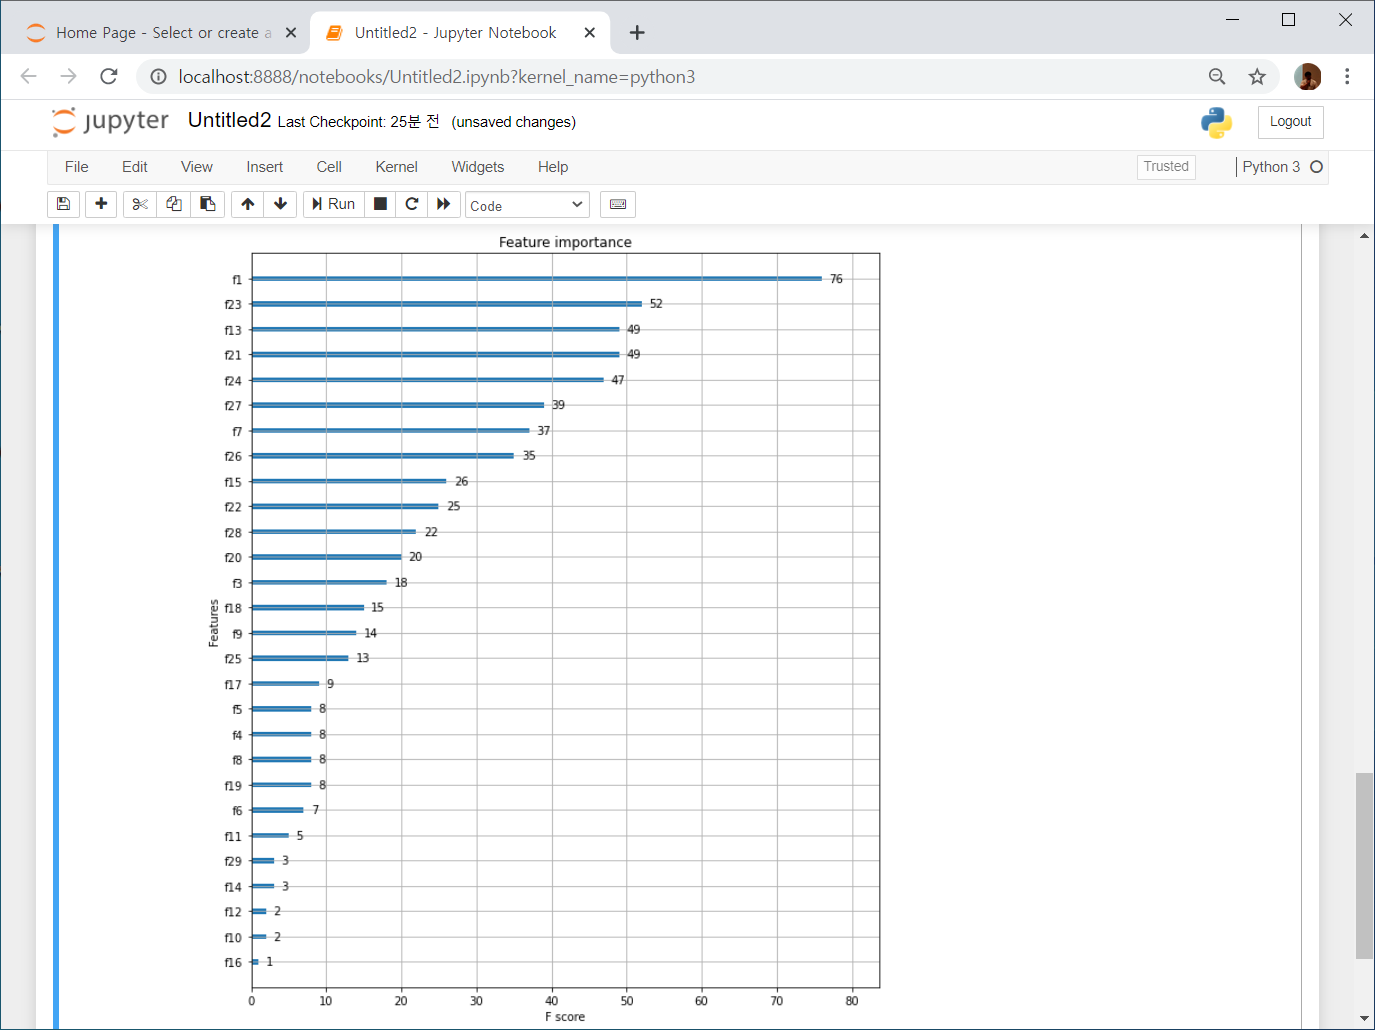 Home Page - Select or create a
Untitled2 - Jupyter Notebook
localhost:8888/notebooks/Untitled2.ipynb?kernel_name=python3
jupyter Untitled2 Last Checkpoint: 25분 전 (unsaved changes)
Logout
File Edit View Insert Cell Kernel Widgets Help
Trusted
Python 3
Run
Code
Feature importance
f1 76
f23 52
f13 49
f21 49
f24 47
f27 39
f7 37
f26 35
f15 26
f22 25
f28 22
f20 20
f3 18
f18 15
f9 14
f25 13
f17 9
f5 8
f4 8
f8 8
f19 8
f6 7
f11 5
f29 3
f14 3
f12 2
f10 2
f16 1
Features
0 10 20 30 40 50 60 70 80
F score